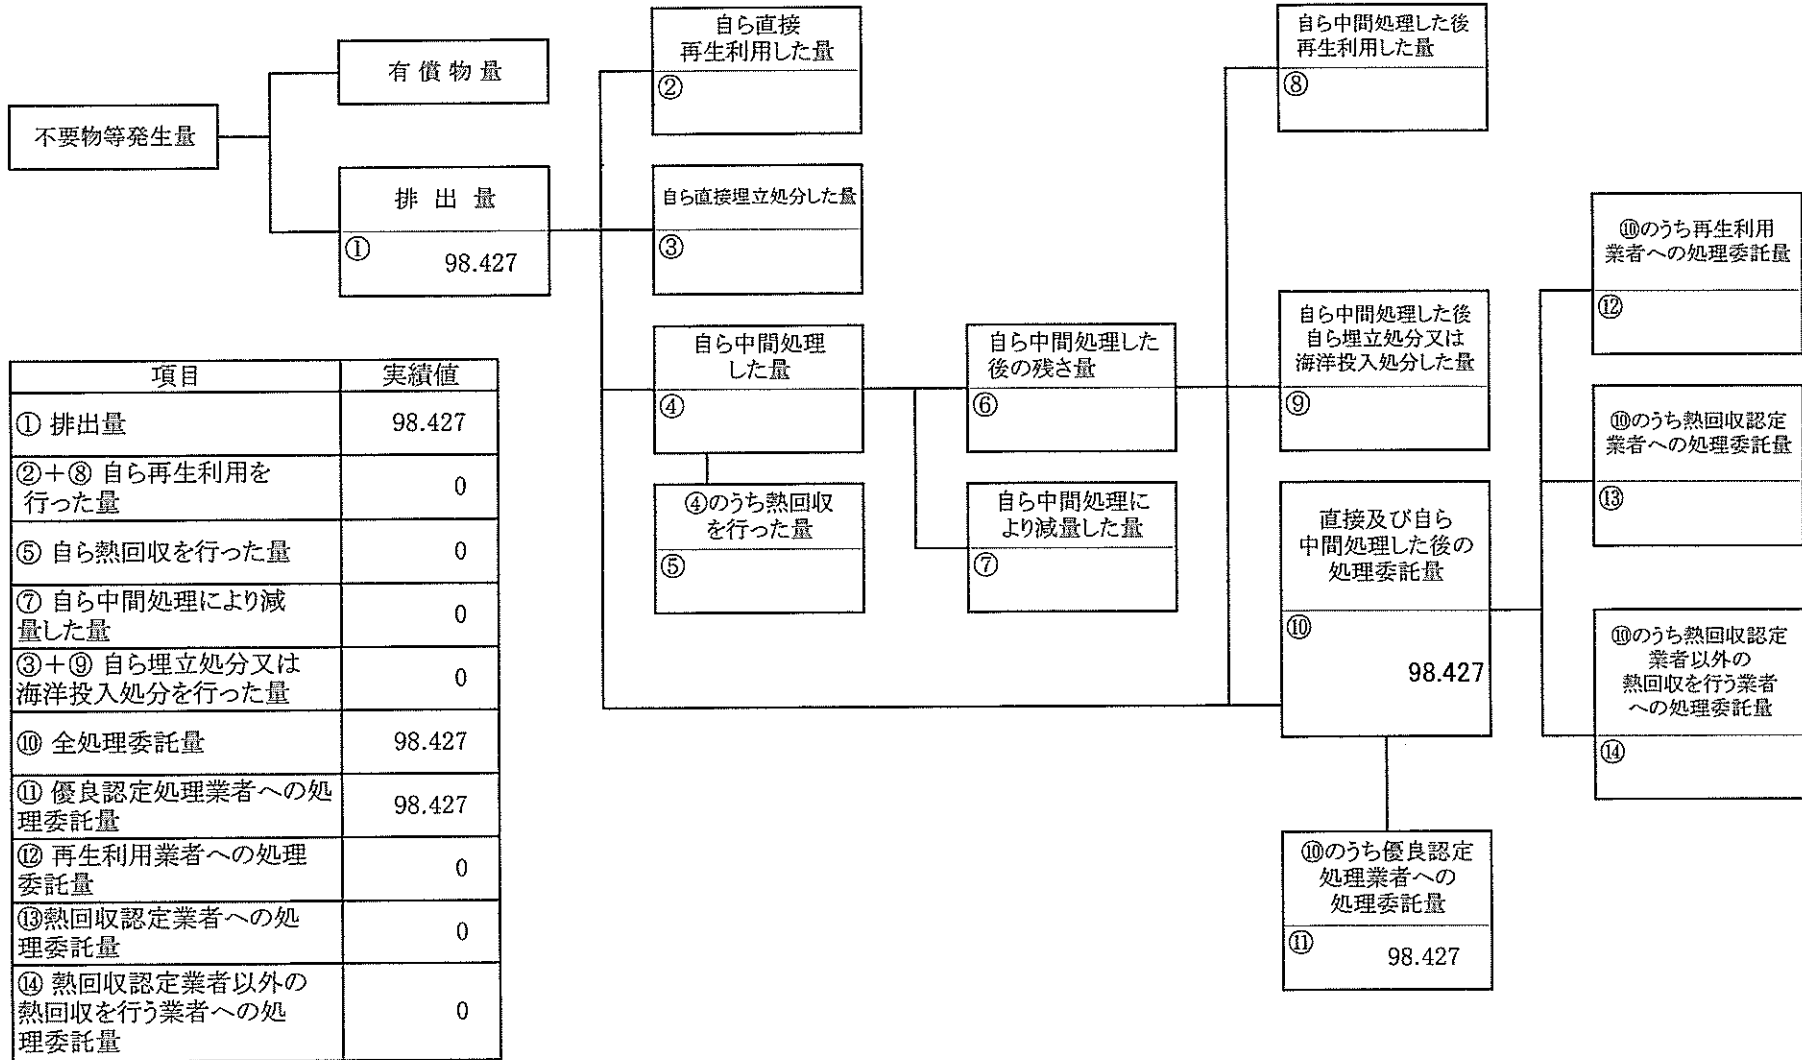 不要物等発生量
有償物量
排出量
①
98.427
自ら直接
再生利用した量
②
自ら直接埋立処分した量
③
自ら中間処理
した量
④
④のうち熱回収
を行った量
⑤
自ら中間処理した
後の残さ量
⑥
自ら中間処理に
より減量した量
⑦
自ら中間処理した後
再生利用した量
⑧
自ら中間処理した後
自ら埋立処分又は
海洋投入処分した量
⑨
直接及び自ら
中間処理した後の
処理委託量
⑩
98.427
⑩のうち優良認定
処理業者への
処理委託量
⑪
98.427
⑩のうち再生利用
業者への処理委託量
⑫
⑩のうち熱回収認定
業者への処理委託量
⑬
⑩のうち熱回収認定
業者以外の
熱回収を行う業者
への処理委託量
⑭
項目 実績値
① 排出量 98.427
②+⑧ 自ら再生利用を
行った量 0
⑤ 自ら熱回収を行った量 0
⑦ 自ら中間処理により減
量した量 0
③+⑨ 自ら埋立処分又は
海洋投入処分を行った量 0
⑩ 全処理委託量 98.427
⑪ 優良認定処理業者への処
理委託量 98.427
⑫ 再生利用業者への処理
委託量 0
⑬熱回収認定業者への処
理委託量 0
⑭ 熱回収認定業者以外の
熱回収を行う業者への処
理委託量 0